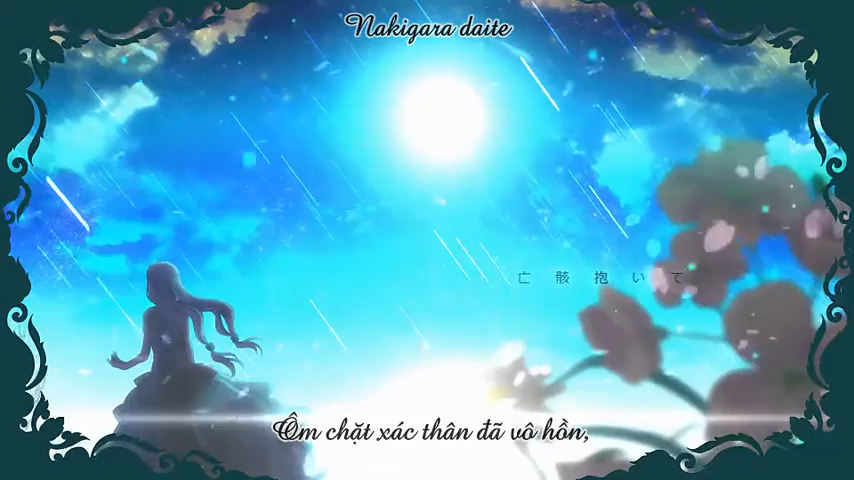 Nakigara daite
亡骸抱いて
Ôm chặt xác thân đã vô hồn,